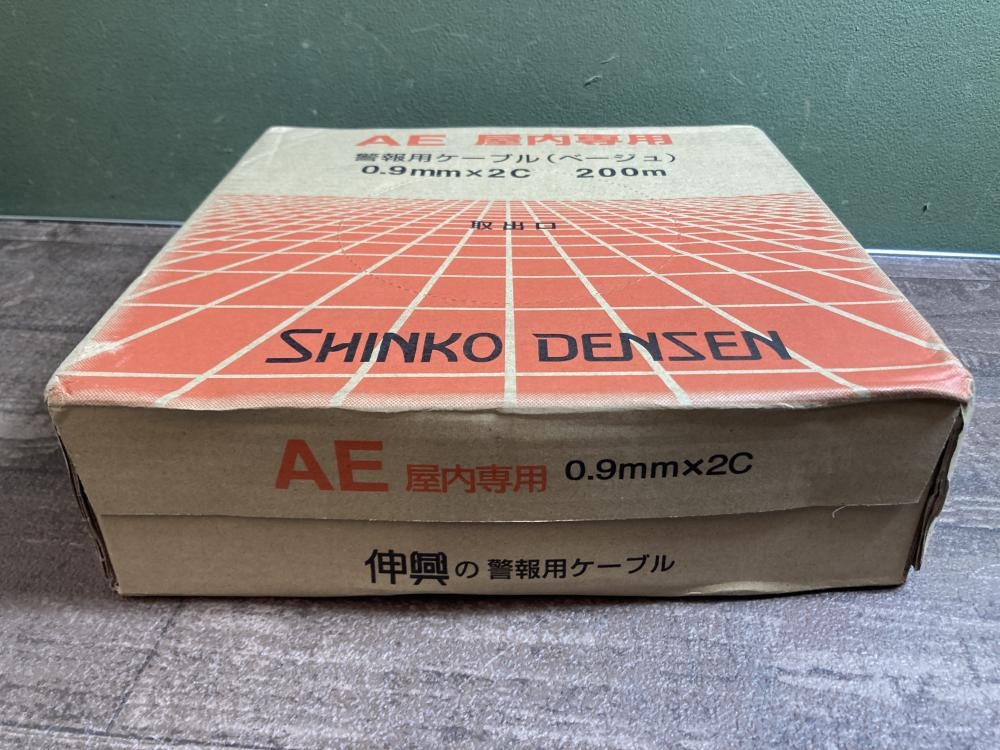 AE 屋内専用
警報用ケーブル(ベージュ)
0.9mm×2C 200m
取出口
SHINKO DENSEN
AE 屋内専用 0.9mm×2C
伸興の警報用ケーブル